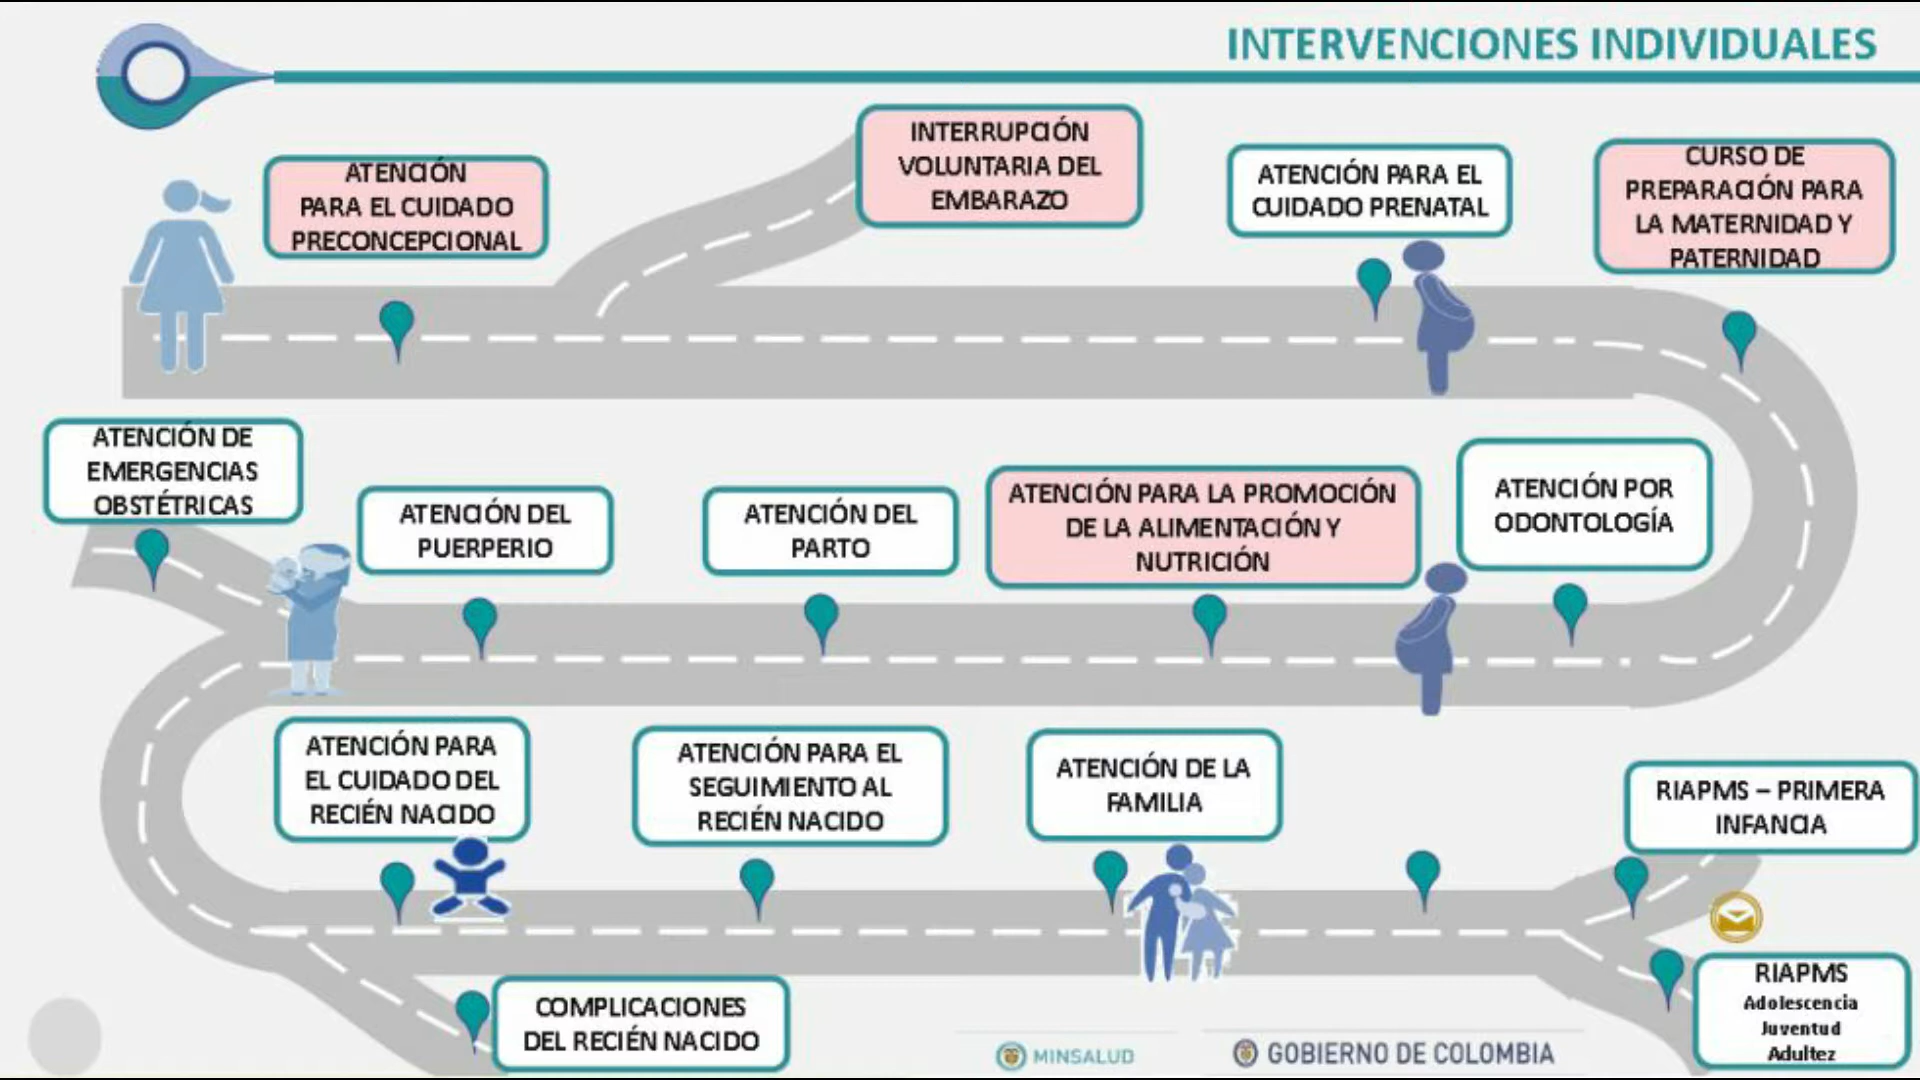 INTERVENCIONES INDIVIDUALES
ATENCIÓN
PARA EL CUIDADO
PRECONCEPCIONAL
INTERRUPCIÓN
VOLUNTARIA DEL
EMBARAZO
ATENCIÓN PARA EL
CUIDADO PRENATAL
CURSO DE
PREPARACIÓN PARA
LA MATERNIDAD Y
PATERNIDAD
ATENCIÓN DE
EMERGENCIAS
OBSTÉTRICAS
ATENCIÓN DEL
PUERPERIO
ATENCIÓN DEL
PARTO
ATENCIÓN PARA LA PROMOCIÓN
DE LA ALIMENTACIÓN Y
NUTRICIÓN
ATENCIÓN POR
ODONTOLOGÍA
ATENCIÓN PARA
EL CUIDADO DEL
RECIÉN NACIDO
ATENCIÓN PARA EL
SEGUIMIENTO AL
RECIÉN NACIDO
ATENCIÓN DE LA
FAMILIA
RIAPMS – PRIMERA
INFANCIA
COMPLICACIONES
DEL RECIÉN NACIDO
RIAPMS
Adolescencia
Juventud
Adultez
MINSALUD
GOBIERNO DE COLOMBIA